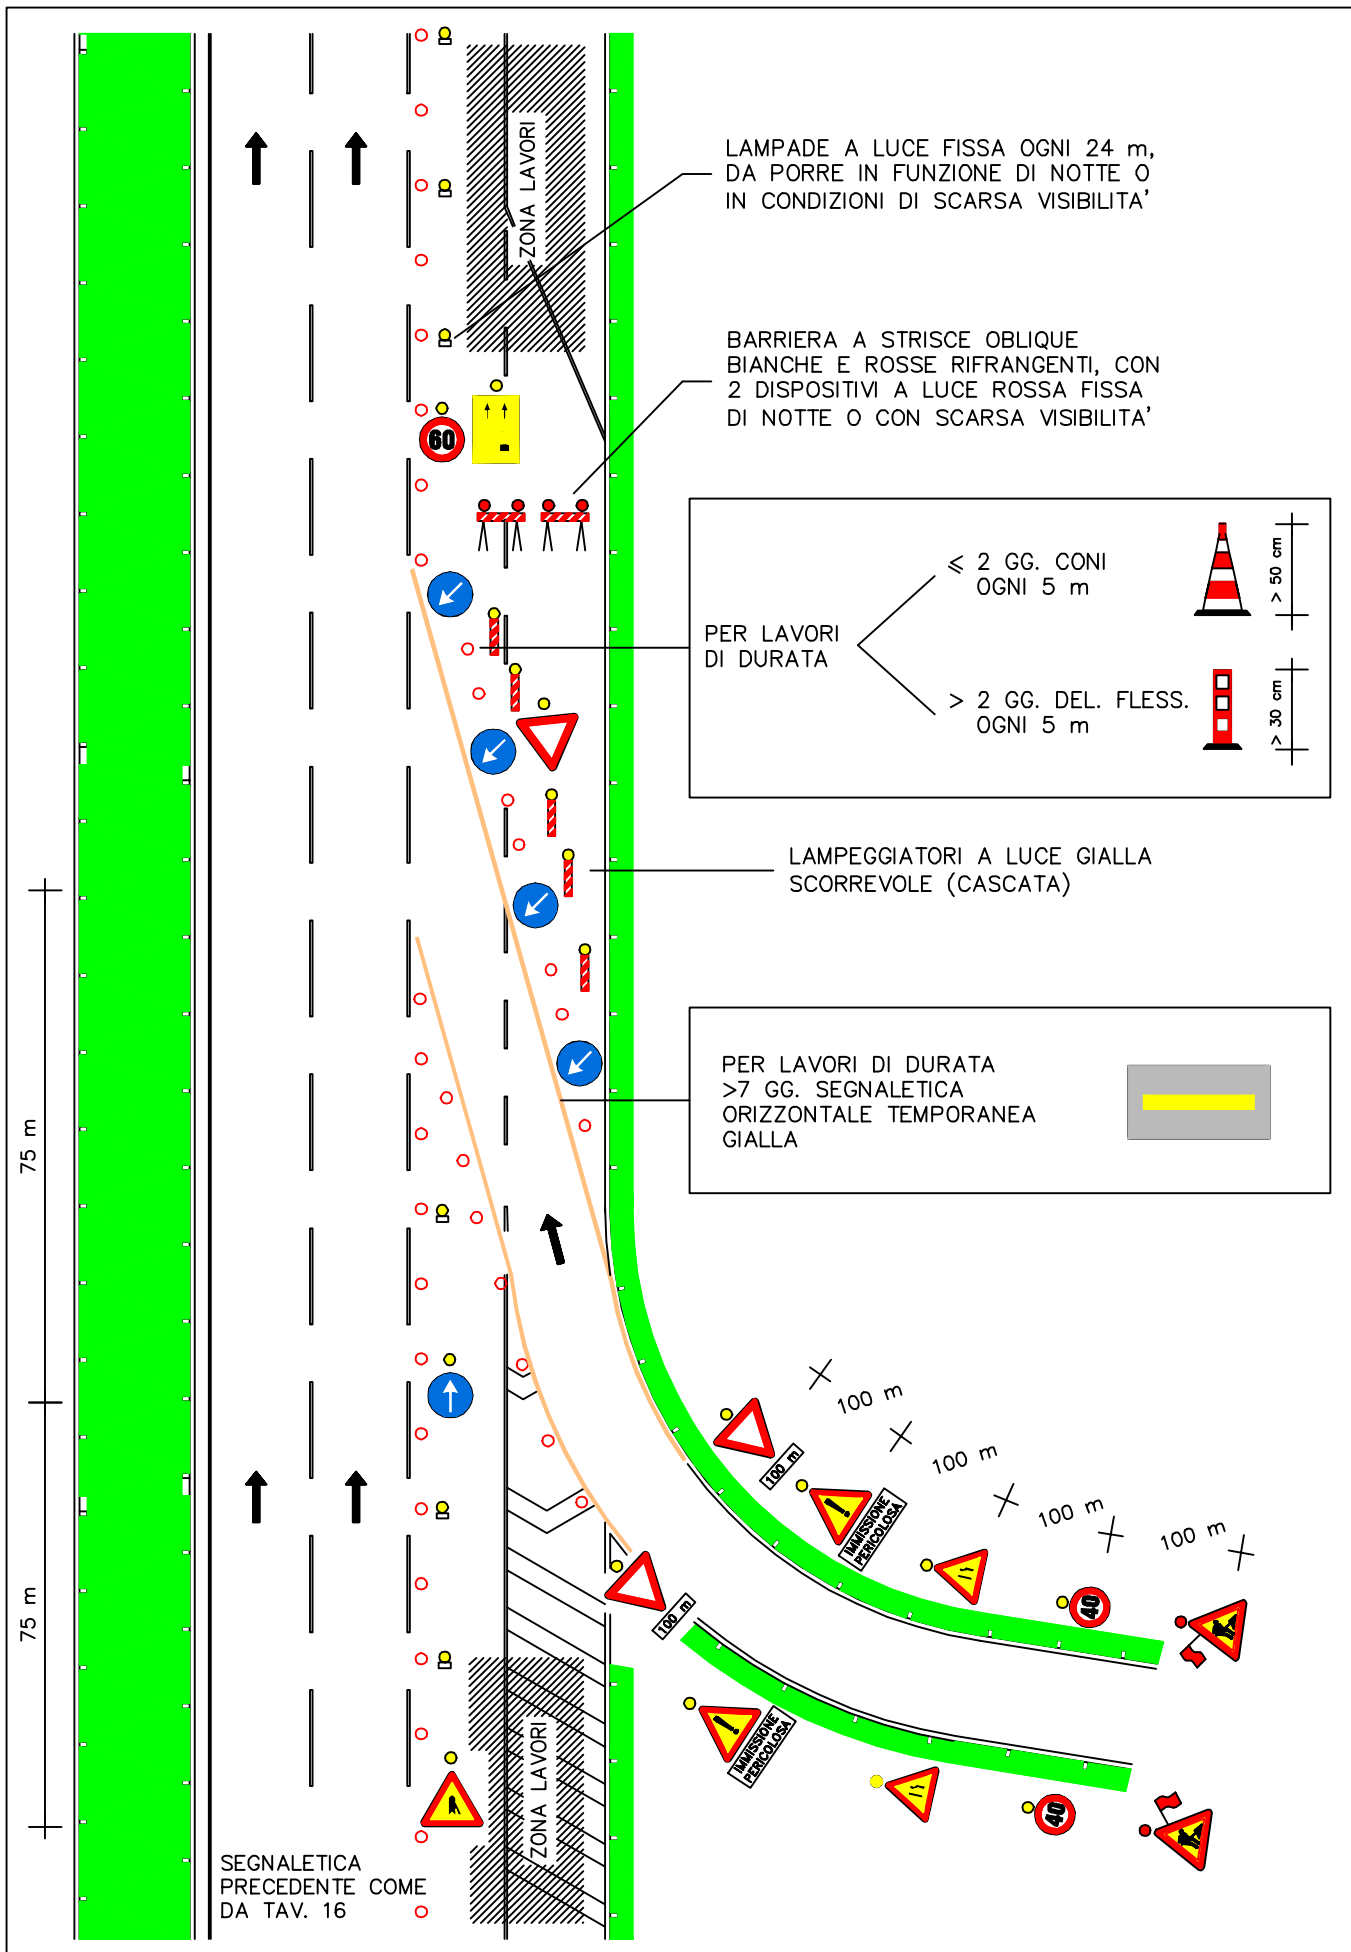 LAMPADE A LUCE FISSA OGNI 24 m,
DA PORRE IN FUNZIONE DI NOTTE O
IN CONDIZIONI DI SCARSA VISIBILITA'
ZONA LAVORI
BARRIERA A STRISCE OBLIQUE
BIANCHE E ROSSE RIFRANGENTI, CON
2 DISPOSITIVI A LUCE ROSSA FISSA
DI NOTTE O CON SCARSA VISIBILITA'
60
PER LAVORI
DI DURATA
⩽ 2 GG. CONI
OGNI 5 m
> 50 cm
> 2 GG. DEL. FLESS.
OGNI 5 m
> 30 cm
LAMPEGGIATORI A LUCE GIALLA
SCORREVOLE (CASCATA)
PER LAVORI DI DURATA
>7 GG. SEGNALETICA
ORIZZONTALE TEMPORANEA
GIALLA
75 m
75 m
100 m
100 m
100 m
100 m
100 m
IMMISSIONE
PERICOLOSA
40
100 m
IMMISSIONE
PERICOLOSA
40
ZONA LAVORI
SEGNALETICA
PRECEDENTE COME
DA TAV. 16